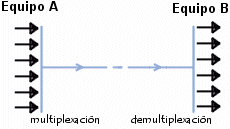 Equipo A
Equipo B
multiplexación
demultiplexación